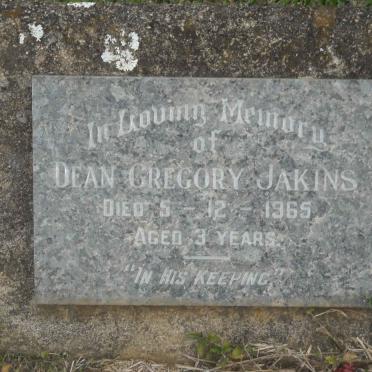 In Loving Memory
of
DEAN GREGORY JAKINS
DIED 5 - 12 - 1965
AGED 3 YEARS.
"IN HIS KEEPING"